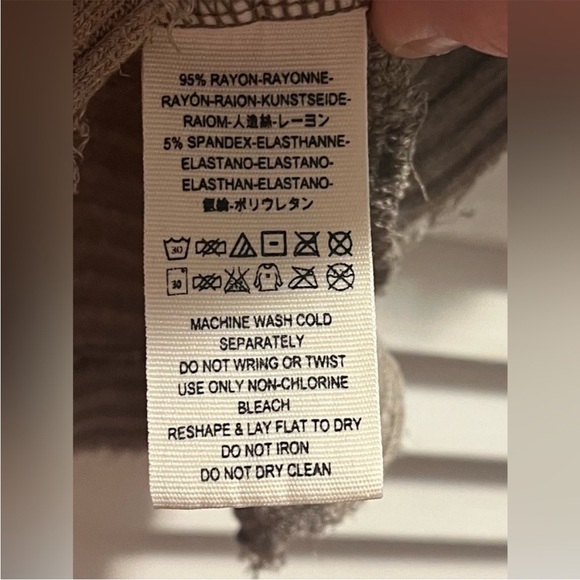 95% RAYON-RAYONNE-
RAYÓN-RAION-KUNSTSEIDE-
RAIOM-人造絲-レーヨン
5% SPANDEX-ELASTHANNE-
ELASTANO-ELASTANO-
ELASTHAN-ELASTANO-
氨綸-ポリウレタン
30
30
MACHINE WASH COLD
SEPARATELY
DO NOT WRING OR TWIST
USE ONLY NON-CHLORINE
BLEACH
RESHAPE & LAY FLAT TO DRY
DO NOT IRON
DO NOT DRY CLEAN